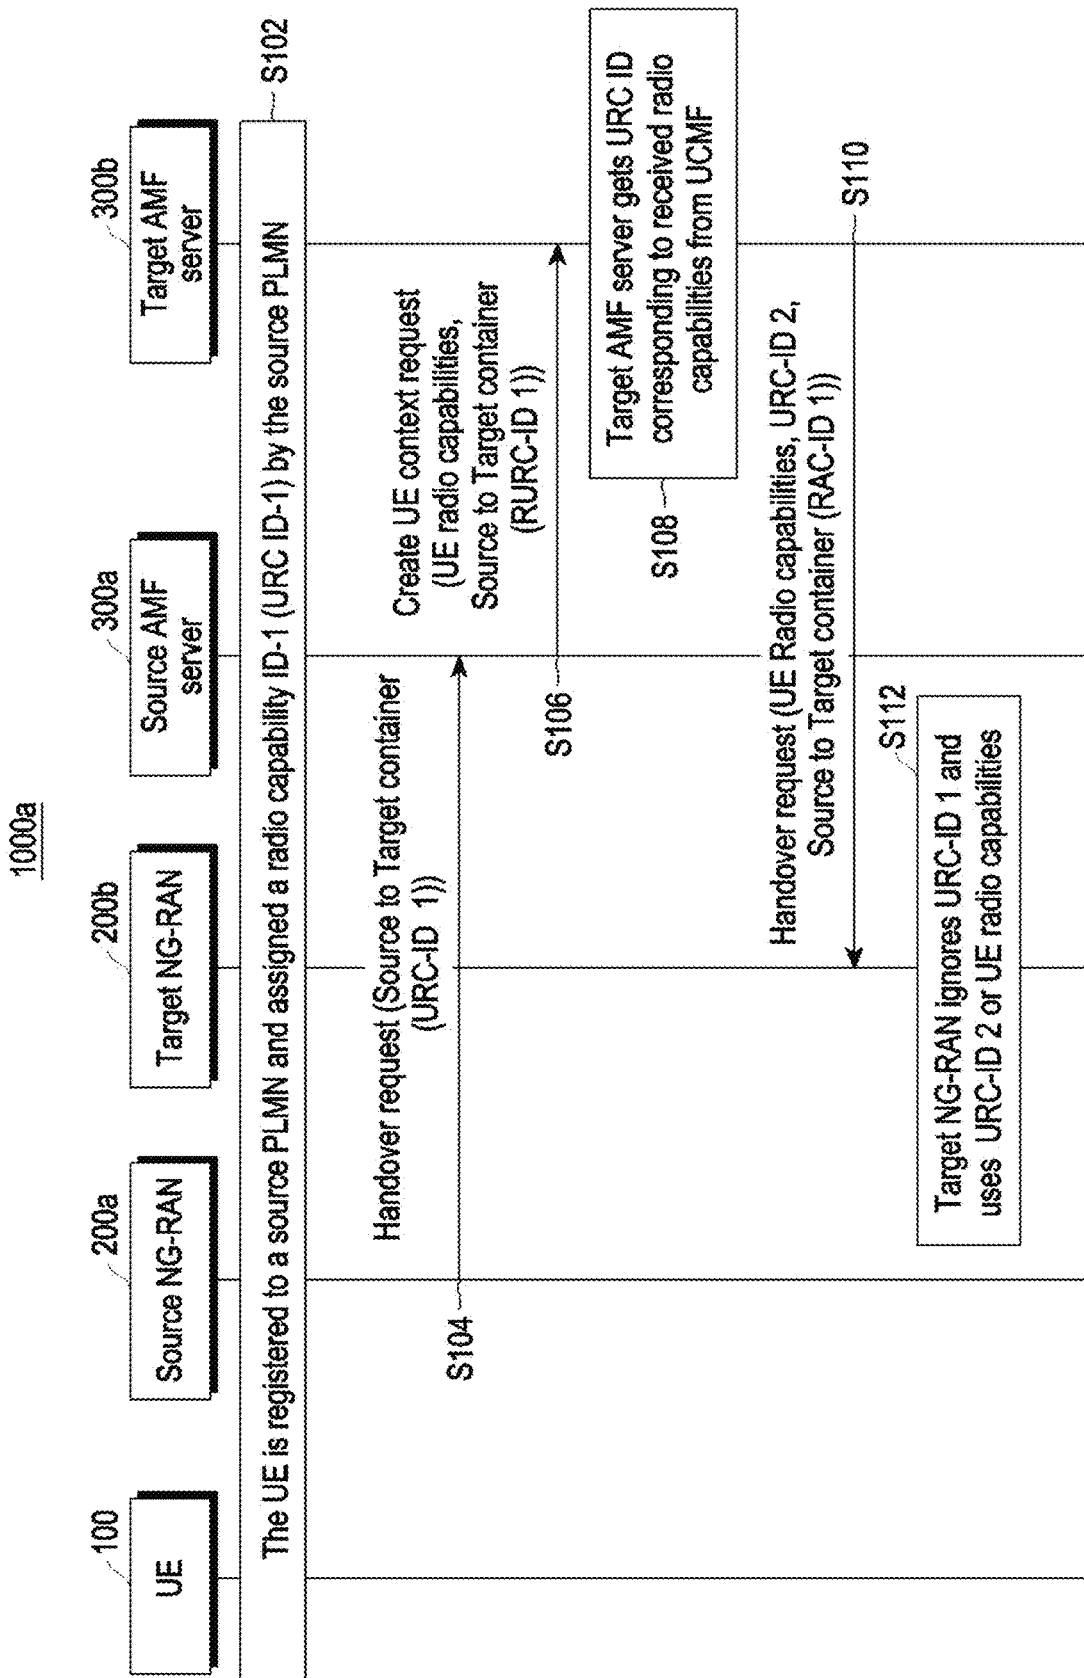 1000a
100
200a
200b
300a
300b
UE
Source NG-RAN
Target NG-RAN
Source AMF
server
Target AMF
server
The UE is registered to a source PLMN and assigned a radio capability ID-1 (URC ID-1) by the source PLMN
S102
Handover request (Source to Target container
(URC-ID 1))
S104
Create UE context request
(UE radio capabilities,
Source to Target container
(RURC-ID 1))
S106
Target AMF server gets URC ID
corresponding to received radio
capabilities from UCMF
S108
Handover request (UE Radio capabilities, URC-ID 2,
Source to Target container (RAC-ID 1))
S110
S112
Target NG-RAN ignores URC-ID 1 and
uses URC-ID 2 or UE radio capabilities